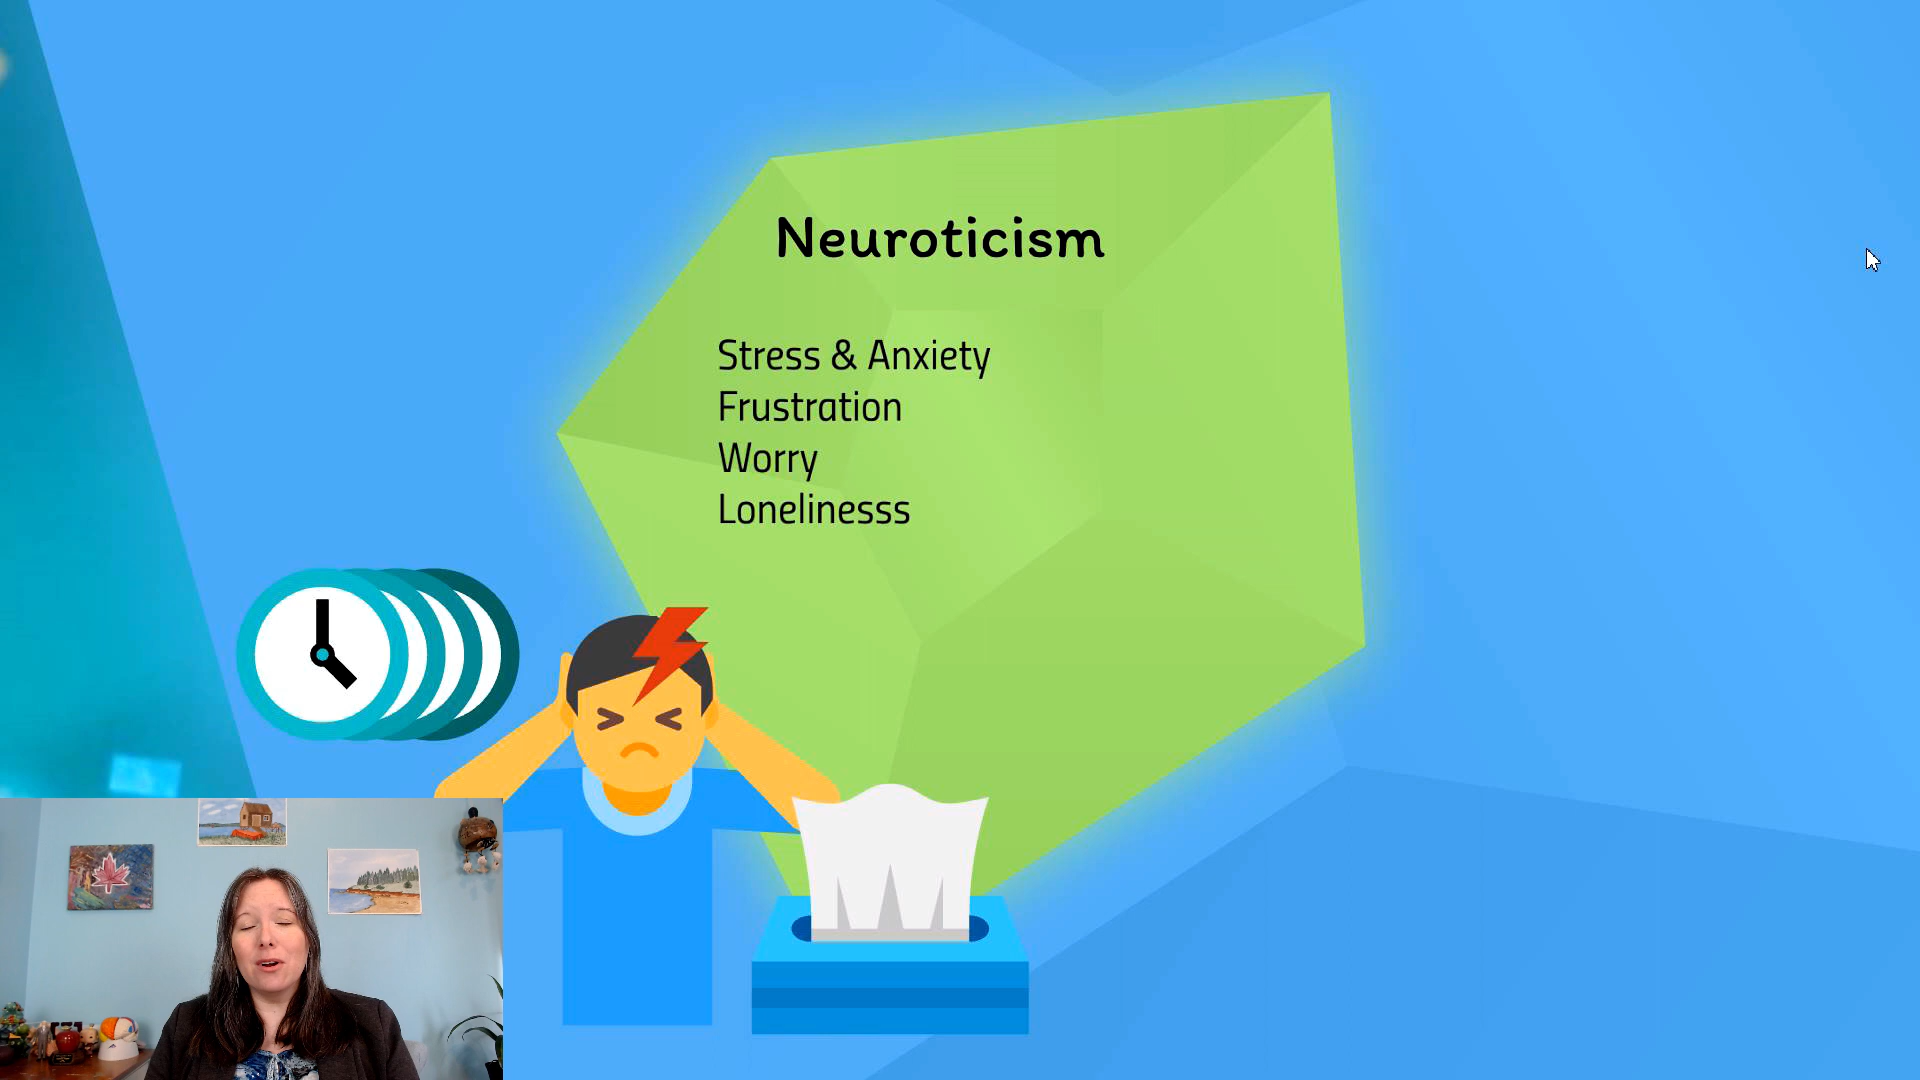 Neuroticism
Stress & Anxiety
Frustration
Worry
Lonelinesss